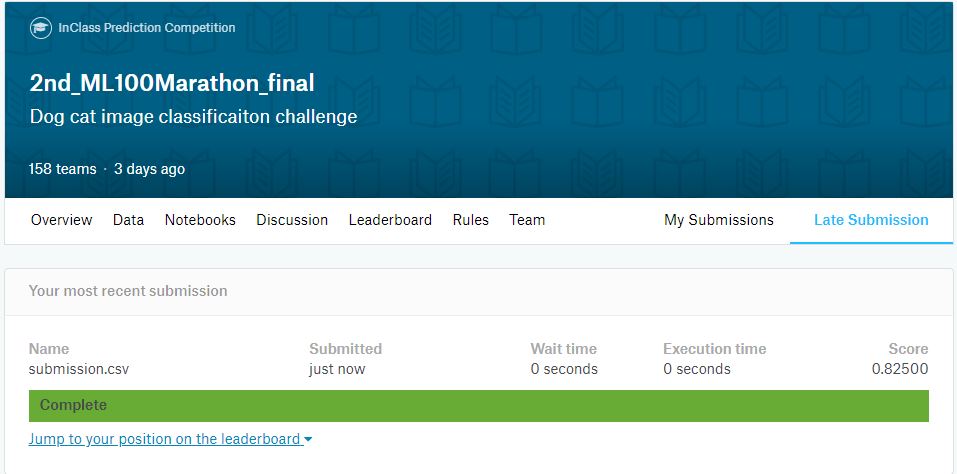 InClass Prediction Competition
2nd_ML100Marathon_final
Dog cat image classificaiton challenge
158 teams · 3 days ago
Overview Data Notebooks Discussion Leaderboard Rules Team My Submissions Late Submission
Your most recent submission
Name Submitted Wait time Execution time Score
submission.csv just now 0 seconds 0 seconds 0.82500
Complete
Jump to your position on the leaderboard